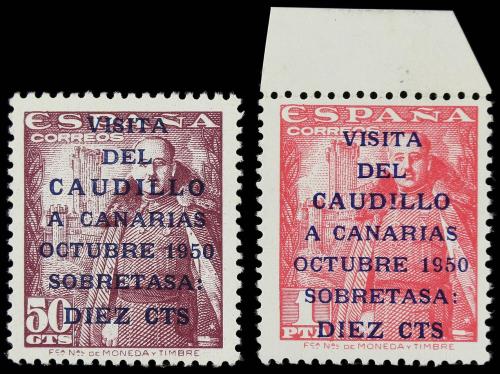 ESPAÑA
CORREOS
VISITA
DEL
CAUDILLO
A CANARIAS
OCTUBRE 1950
SOBRETASA:
DIEZ CTS
50
CTS
Fca. Nal. DE MONEDA Y TIMBRE
ESPAÑA
CORREOS
VISITA
DEL
CAUDILLO
A CANARIAS
OCTUBRE 1950
SOBRETASA:
DIEZ CTS
1
PTA
Fca. Nal. DE MONEDA Y TIMBRE